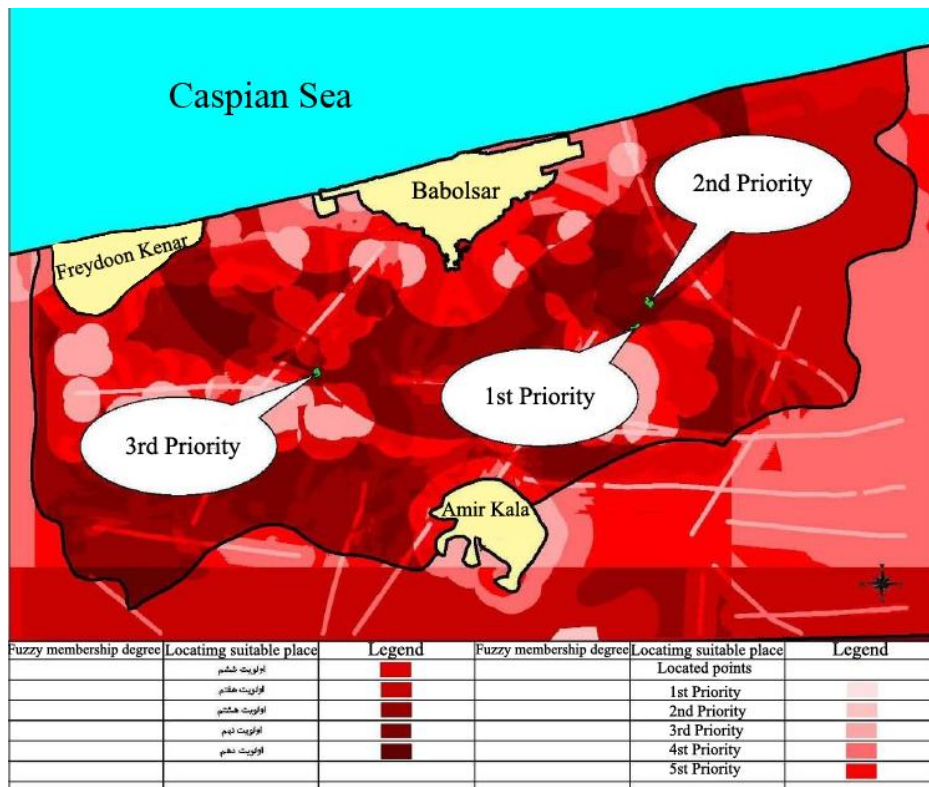 Caspian Sea
Babolsar
2nd Priority
Freydoon Kenar
1st Priority
3rd Priority
Amir Kala
Fuzzy membership degree Locatimg suitable place Legend Fuzzy membership degree Locatimg suitable place Legend
اولویت ششم Located points
اولویت هفتم 1st Priority
اولویت هشتم 2nd Priority
اولویت نهم 3rd Priority
اولویت دهم 4st Priority
5st Priority